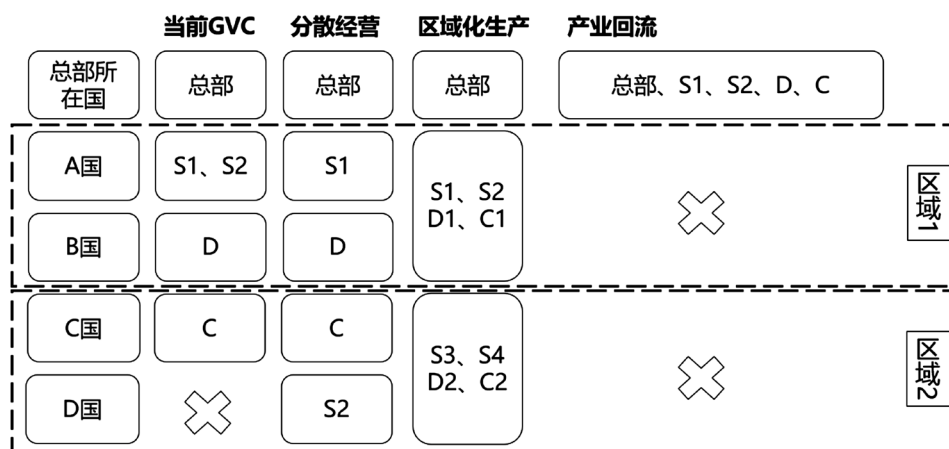 当前GVC 分散经营 区域化生产 产业回流
总部所
在国
总部
总部
总部
总部、S1、S2、D、C
A国
S1、S2
S1
S1、S2
D1、C1
区域1
B国
D
D
C国
C
C
S3、S4
D2、C2
区域2
D国
S2